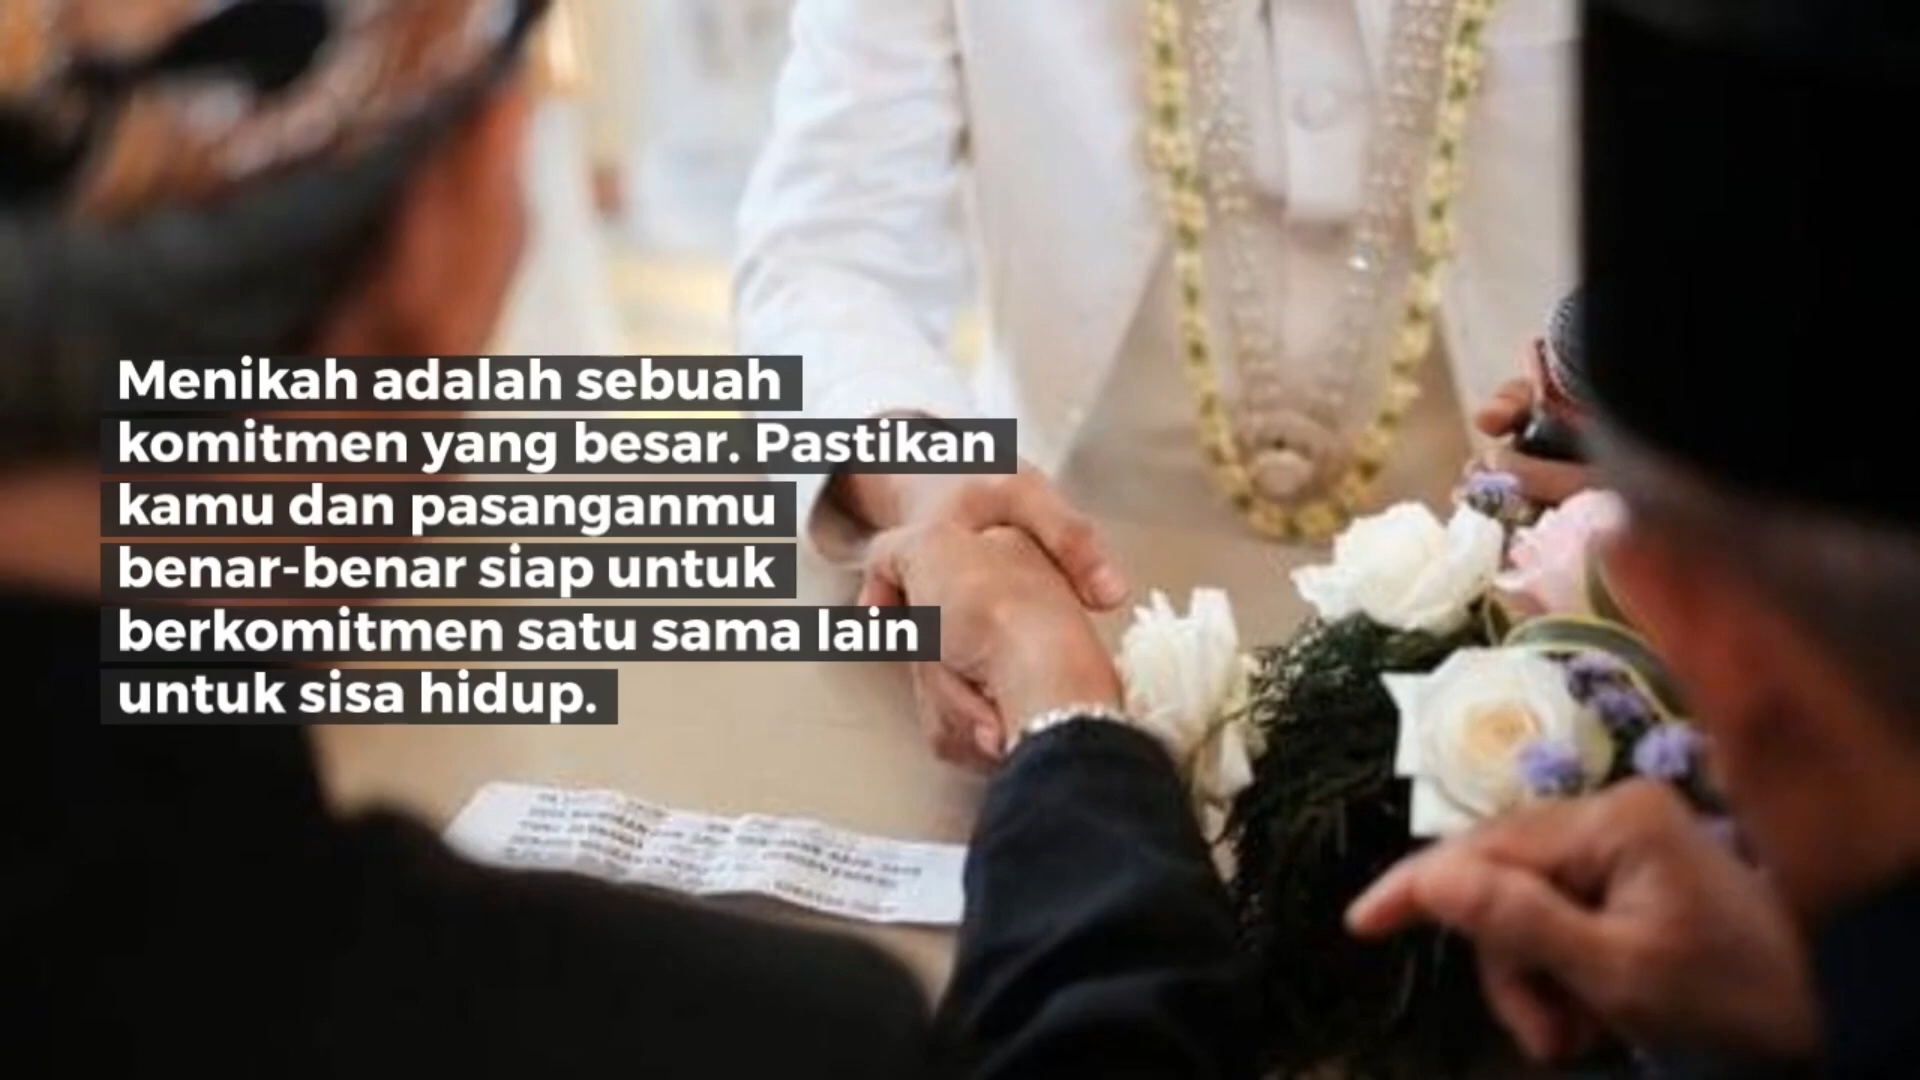 Menikah adalah sebuah
komitmen yang besar. Pastikan
kamu dan pasanganmu
benar-benar siap untuk
berkomitmen satu sama lain
untuk sisa hidup.